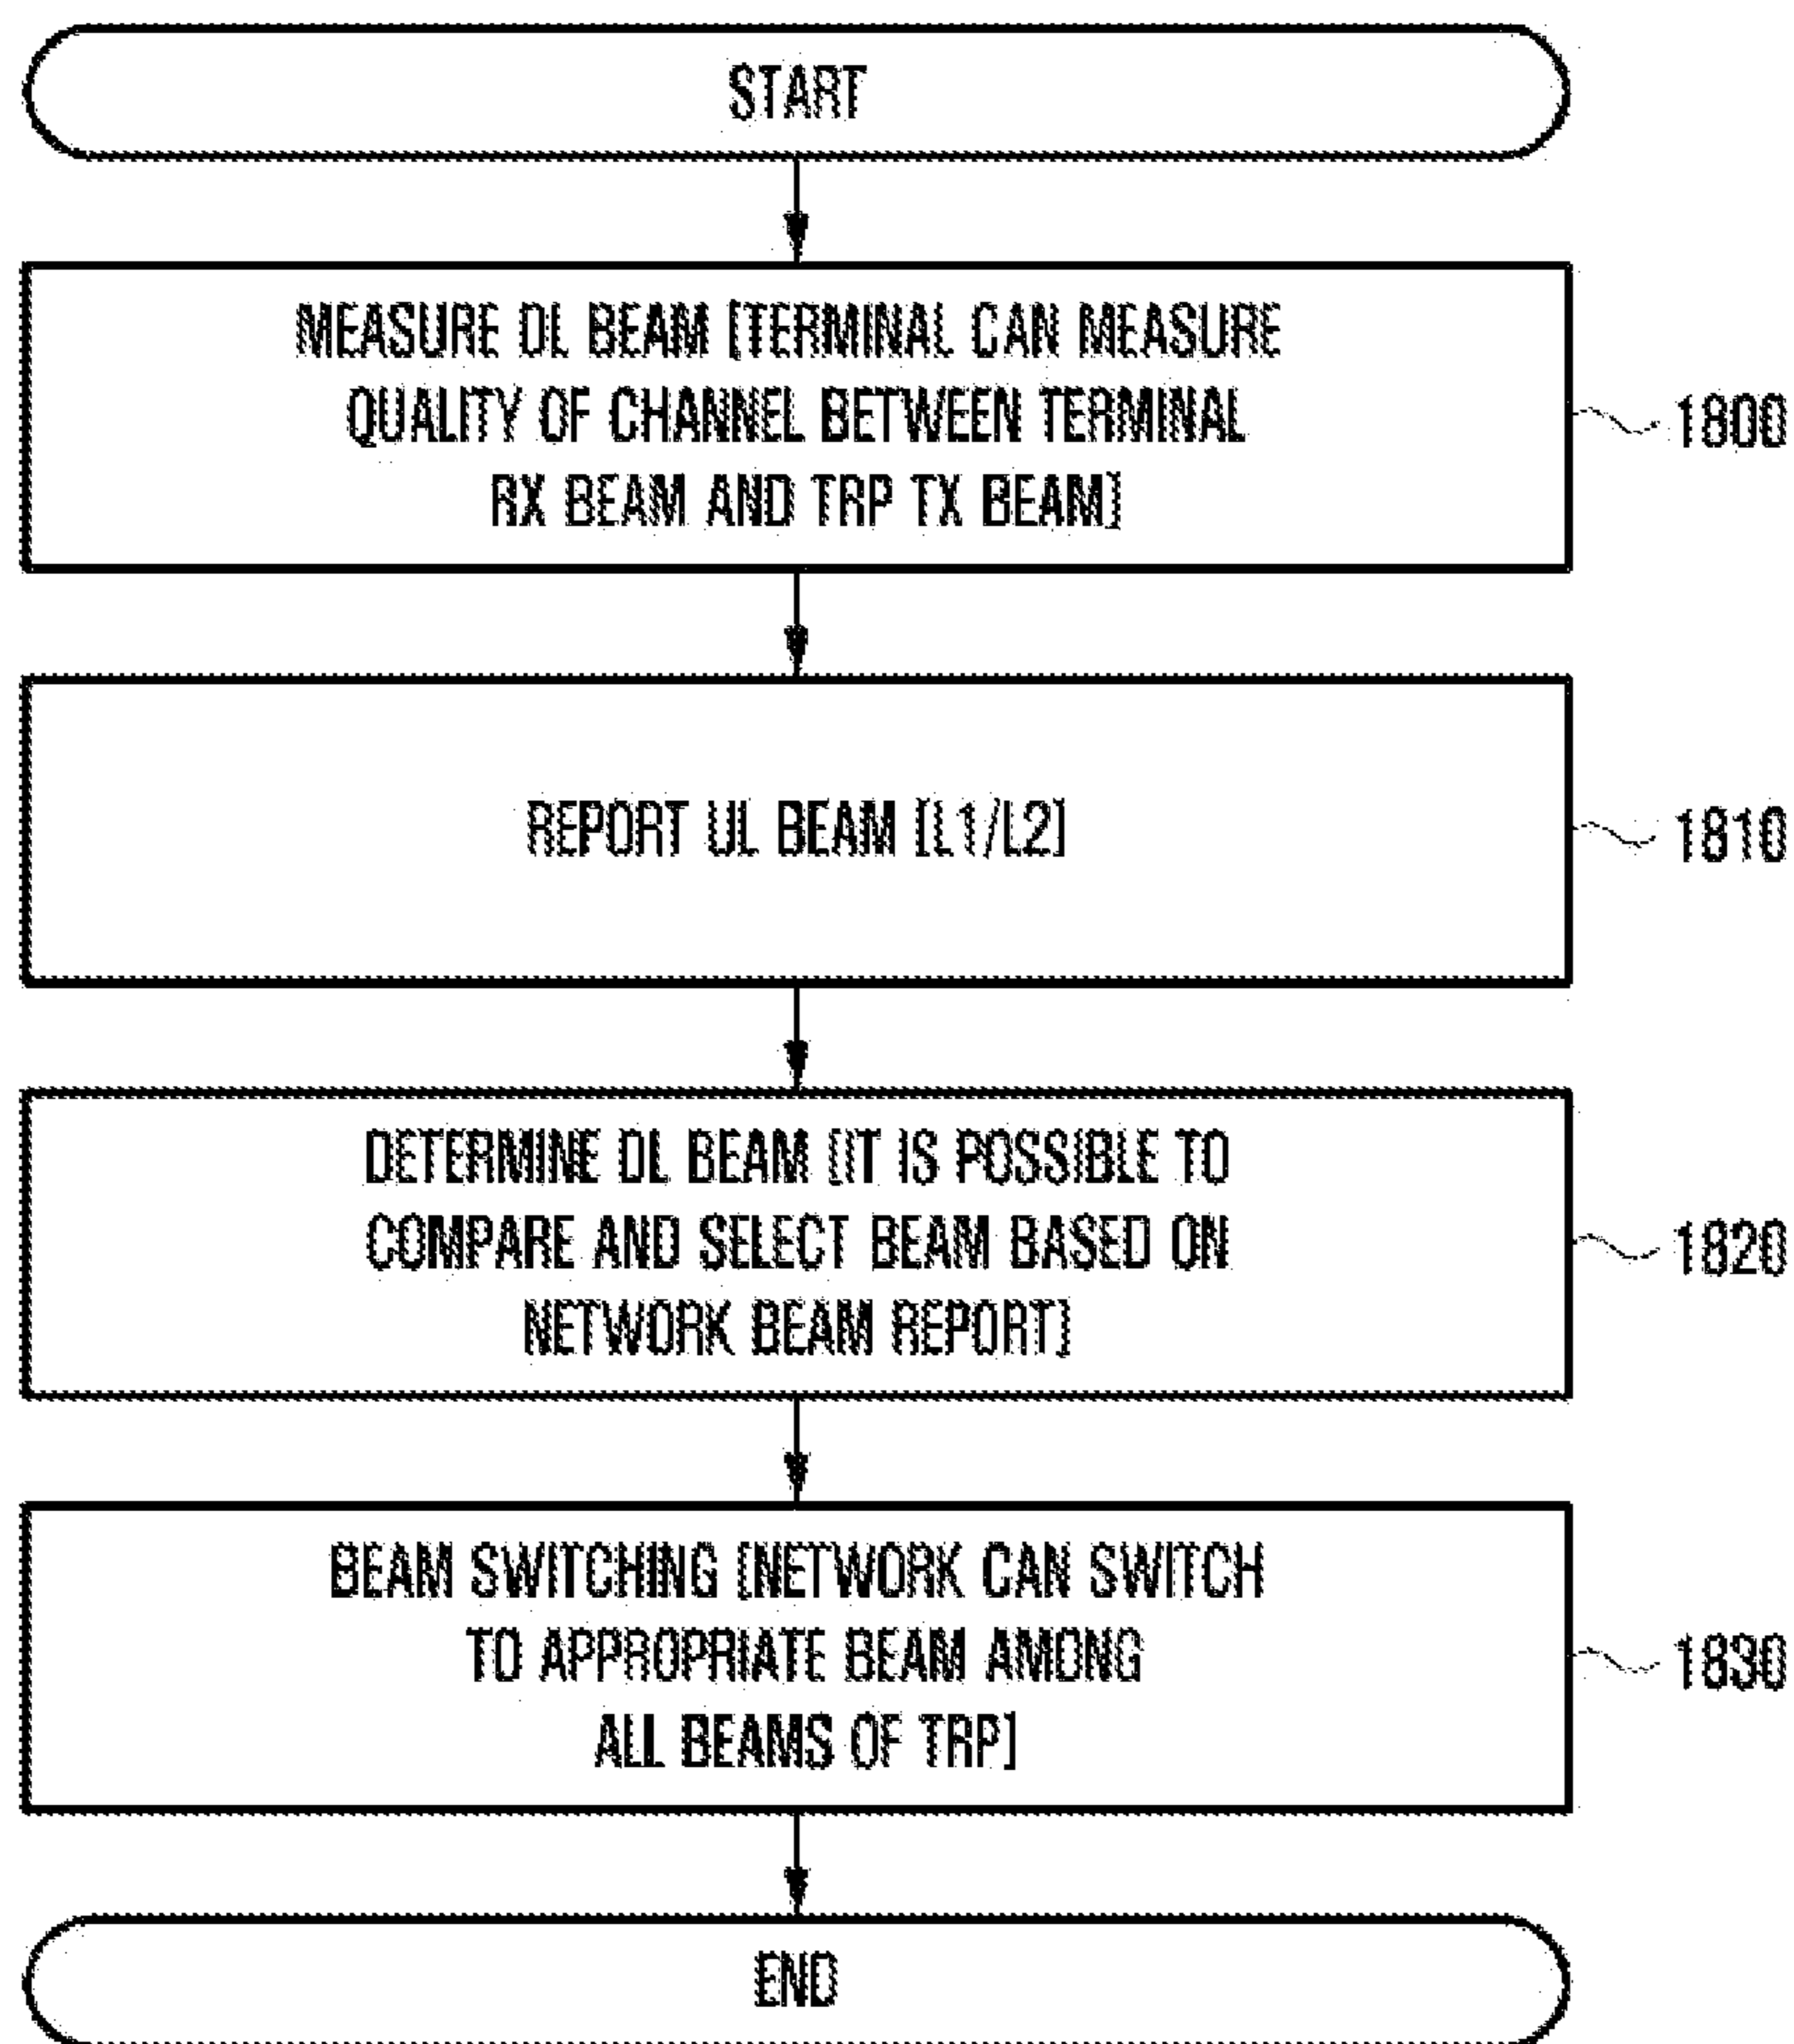 START
MEASURE DL BEAM [TERMINAL CAN MEASURE
QUALITY OF CHANNEL BETWEEN TERMINAL
RX BEAM AND TRP TX BEAM]
1800
REPORT UL BEAM [L1/L2]
1810
DETERMINE DL BEAM [IT IS POSSIBLE TO
COMPARE AND SELECT BEAM BASED ON
NETWORK BEAM REPORT]
1820
BEAM SWITCHING [NETWORK CAN SWITCH
TO APPROPRIATE BEAM AMONG
ALL BEAMS OF TRP]
1830
END